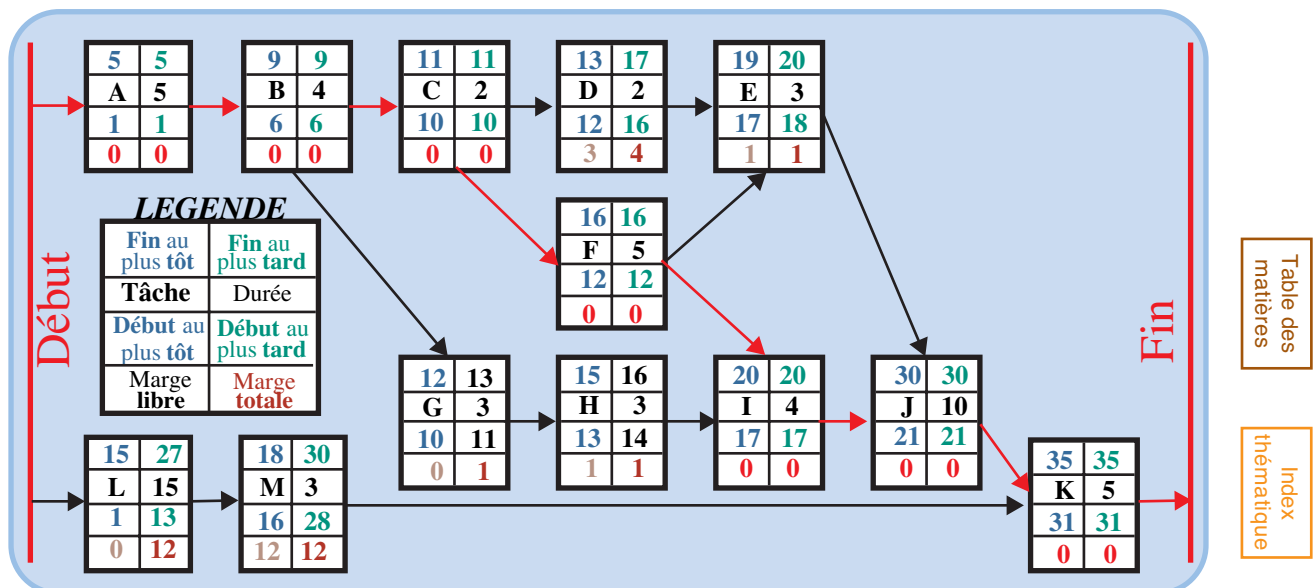 5 5
A 5
1 1
0 0
9 9
B 4
6 6
0 0
11 11
C 2
10 10
0 0
13 17
D 2
12 16
3 4
19 20
E 3
17 18
1 1
16 16
F 5
12 12
0 0
Début
LEGENDE
Fin au
plus tôt
Fin au
plus tard
Tâche
Durée
Début au
plus tôt
Début au
plus tard
Marge
libre
Marge
totale
12 13
G 3
10 11
0 1
15 16
H 3
13 14
1 1
20 20
I 4
17 17
0 0
30 30
J 10
21 21
0 0
15 27
L 15
1 13
0 12
18 30
M 3
16 28
12 12
35 35
K 5
31 31
0 0
Fin
Table des
matières
Index
thématique